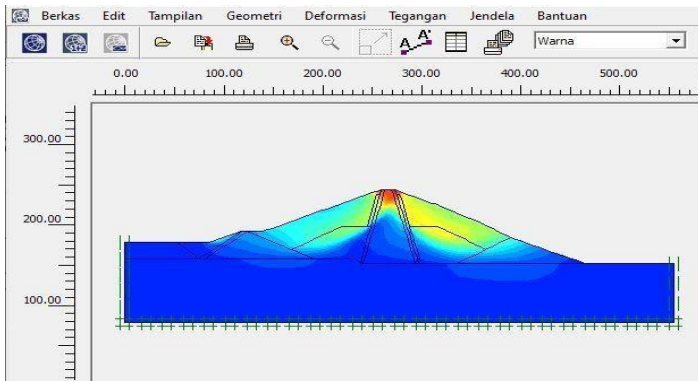 Berkas Edit Tampilan Geometri Deformasi Tegangan Jendela Bantuan
A A' Warna
0.00 100.00 200.00 300.00 400.00 500.00
300.00
200.00
100.00